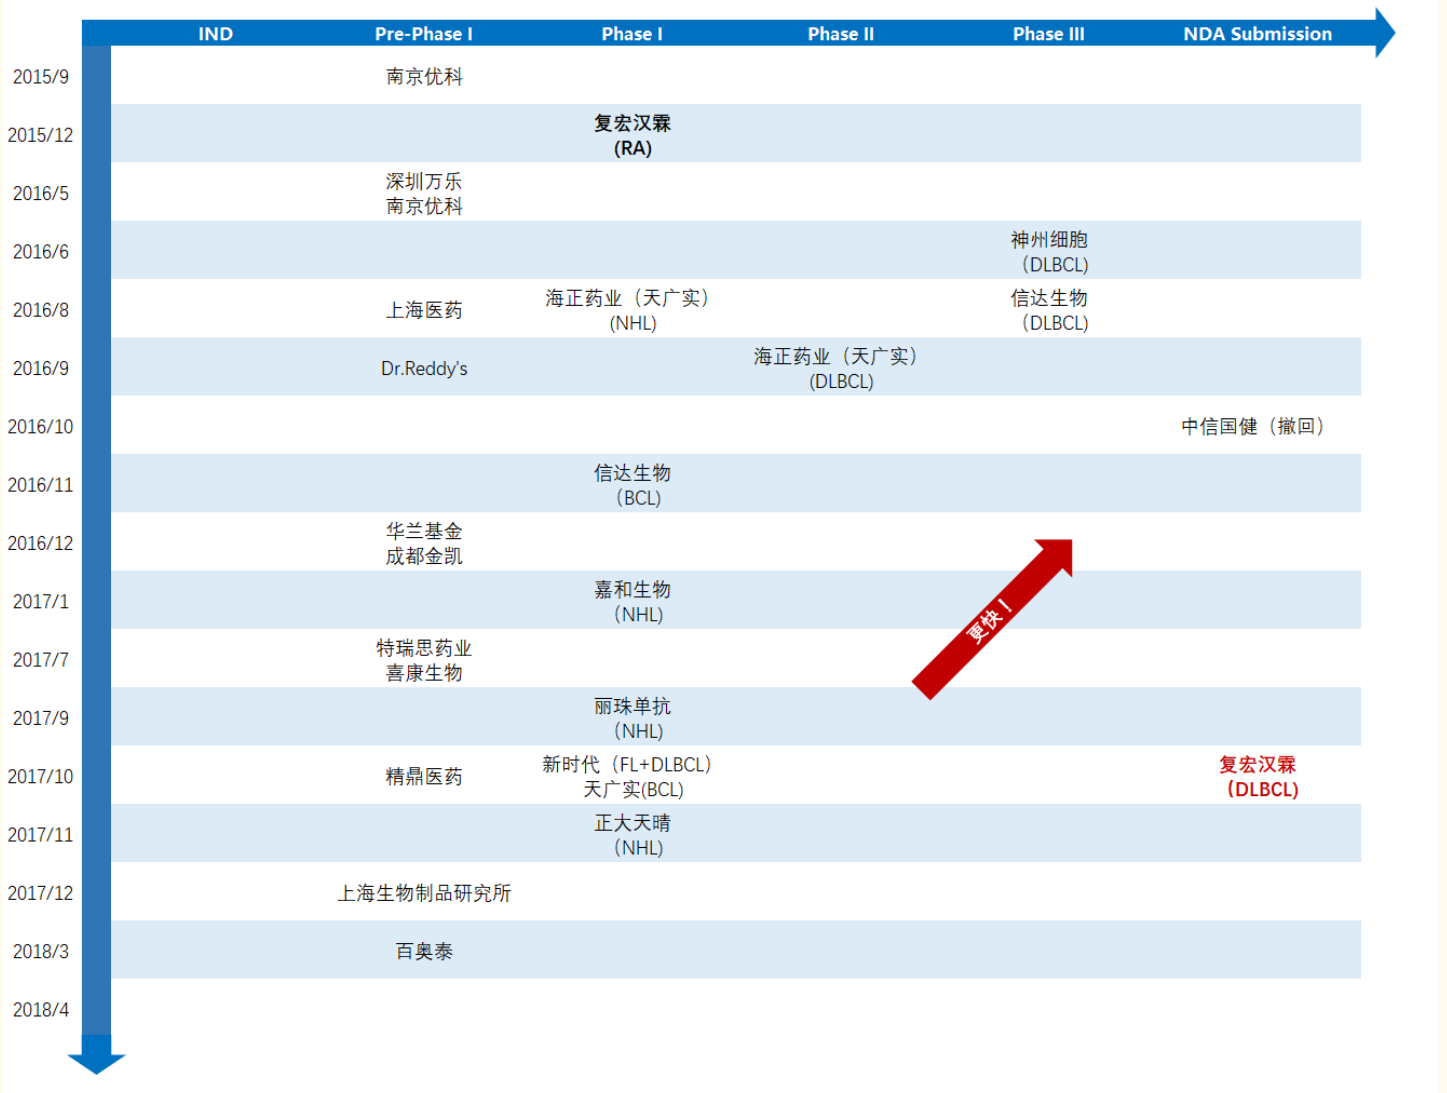 IND Pre-Phase I Phase I Phase II Phase III NDA Submission
2015/9 南京优科
2015/12 复宏汉霖
(RA)
2016/5 深圳万乐
南京优科
2016/6 神州细胞
（DLBCL)
2016/8 上海医药 海正药业（天广实） 信达生物
(NHL) （DLBCL)
2016/9 Dr.Reddy's 海正药业（天广实）
(DLBCL)
2016/10 中信国健（撤回）
2016/11 信达生物
（BCL)
2016/12 华兰基金
成都金凯
2017/1 嘉和生物
（NHL)
更快！
2017/7 特瑞思药业
喜康生物
2017/9 丽珠单抗
（NHL)
2017/10 精鼎医药 新时代（FL+DLBCL） 复宏汉霖
天广实(BCL) （DLBCL)
2017/11 正大天晴
（NHL)
2017/12 上海生物制品研究所
2018/3 百奥泰
2018/4